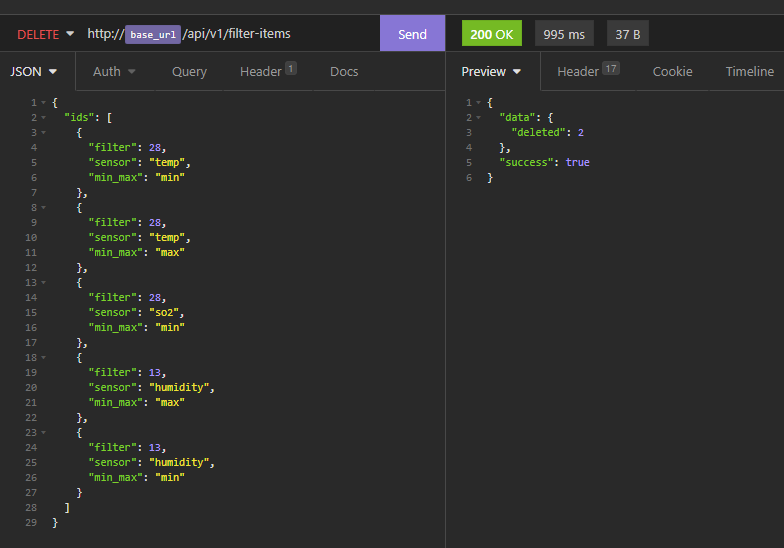 DELETE http://base_url/api/v1/filter-items Send 200 OK 995 ms 37 B
JSON Auth Query Header 1 Docs Preview Header 17 Cookie Timeline
1 {
2 "ids": [
3 {
4 "filter": 28,
5 "sensor": "temp",
6 "min_max": "min"
7 },
8 {
9 "filter": 28,
10 "sensor": "temp",
11 "min_max": "max"
12 },
13 {
14 "filter": 28,
15 "sensor": "so2",
16 "min_max": "min"
17 },
18 {
19 "filter": 13,
20 "sensor": "humidity",
21 "min_max": "max"
22 },
23 {
24 "filter": 13,
25 "sensor": "humidity",
26 "min_max": "min"
27 }
28 ]
29 }
1 {
2 "data": {
3 "deleted": 2
4 },
5 "success": true
6 }